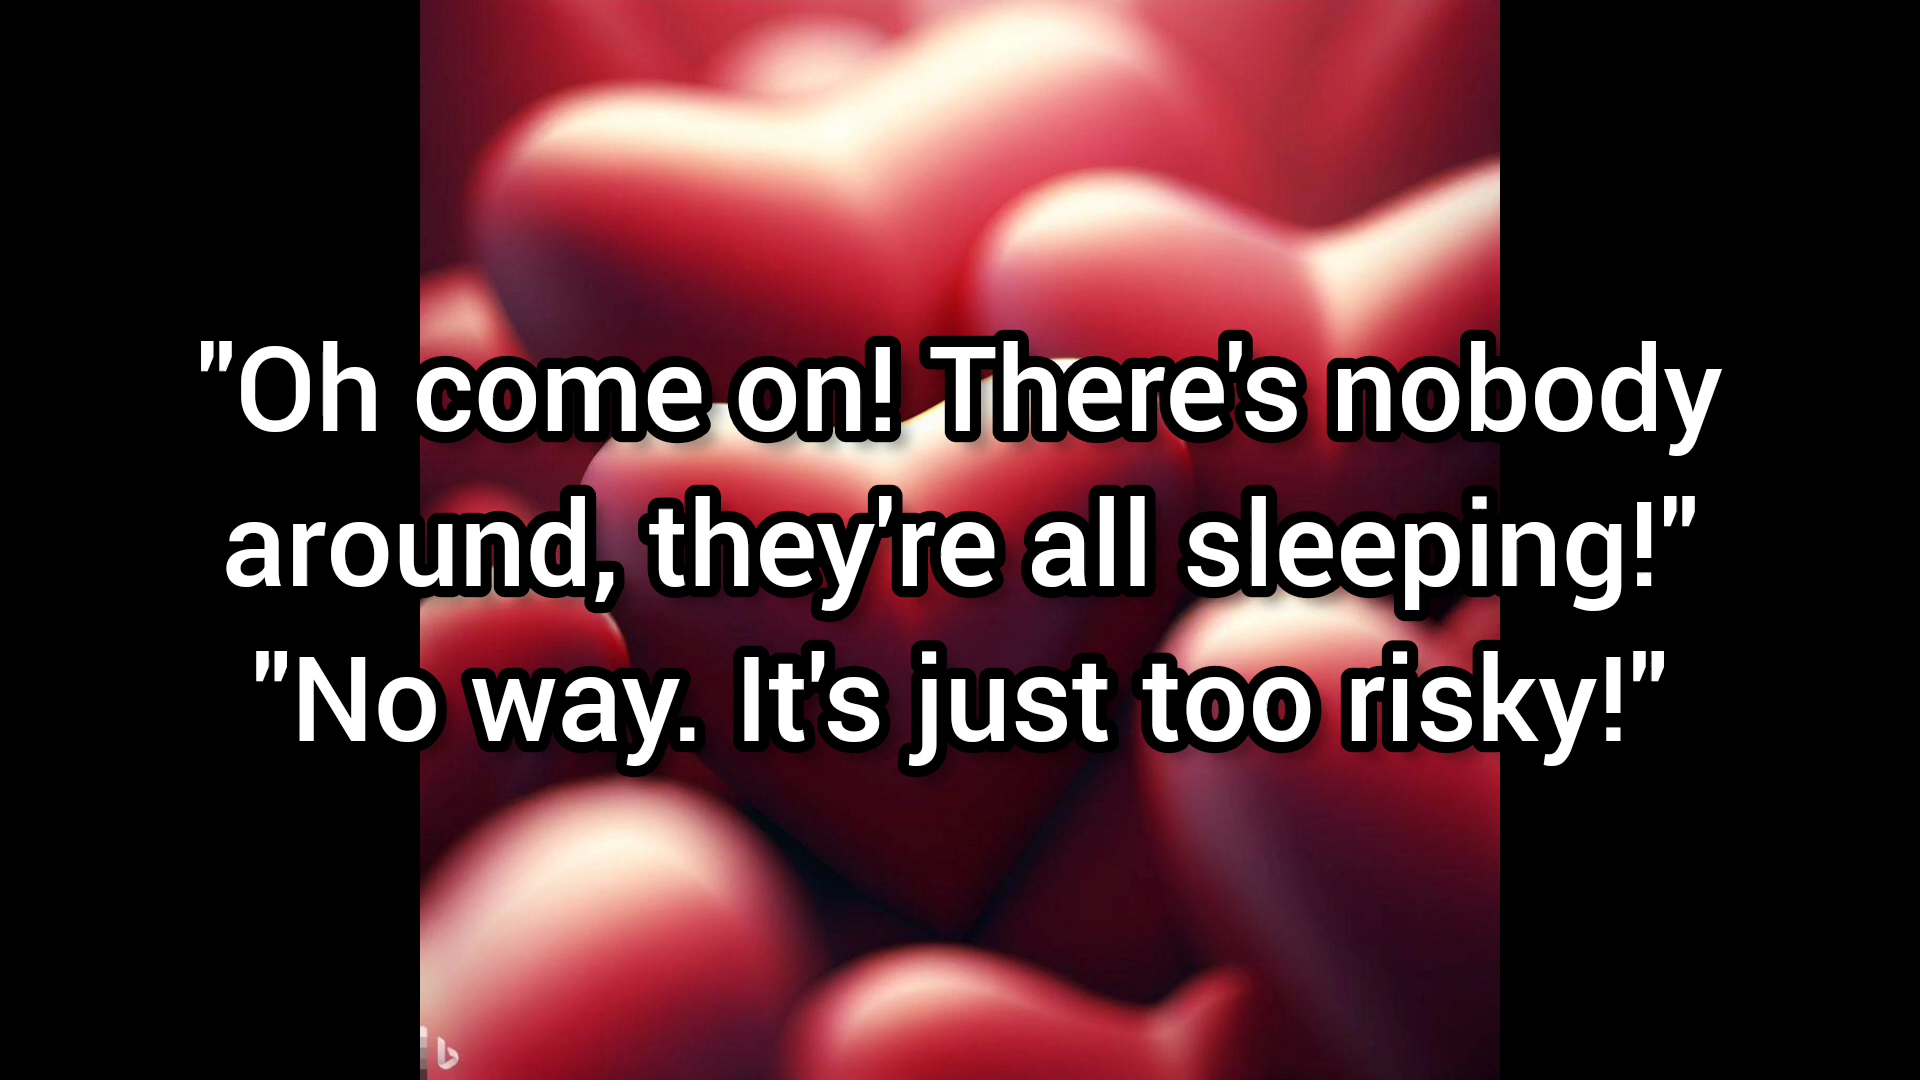 "Oh come on! There's nobody
around, they're all sleeping!"
"No way. It's just too risky!"